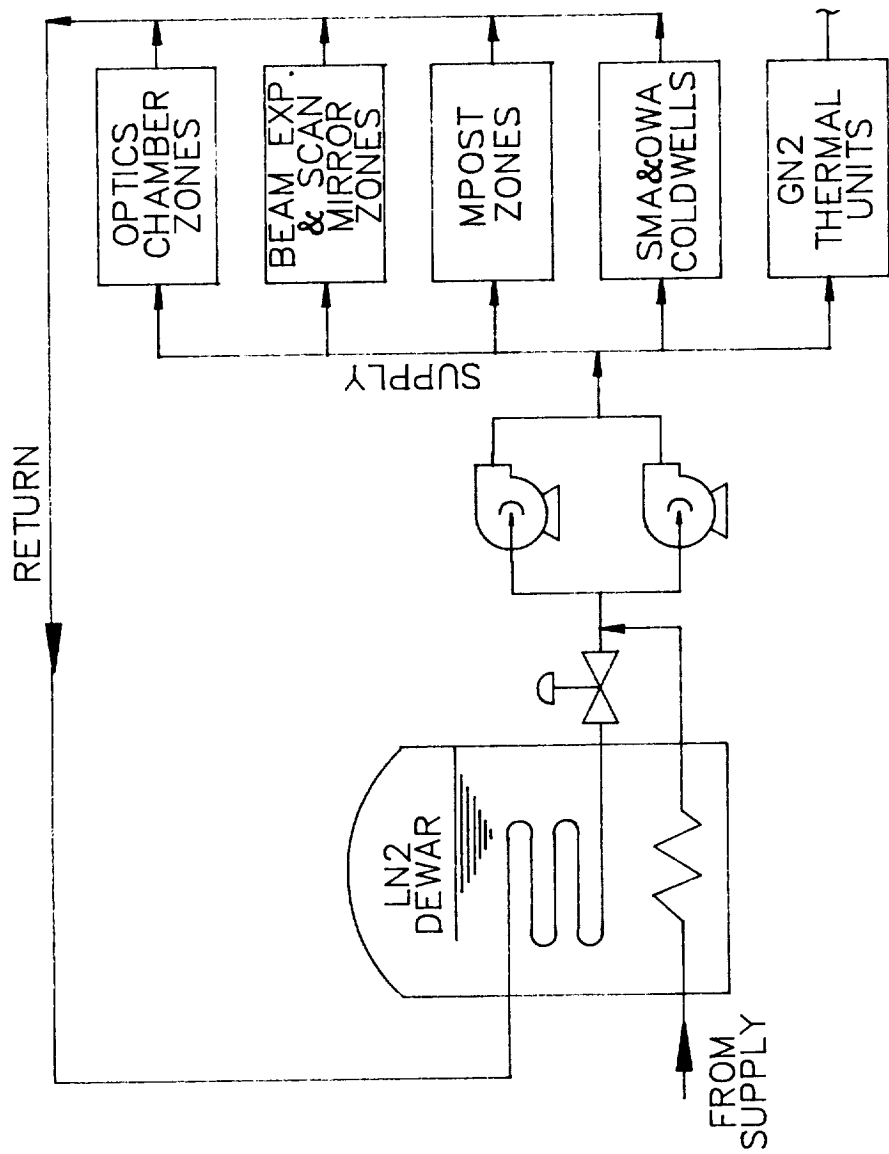 RETURN
OPTICS
CHAMBER
ZONES
BEAM EXP.
& SCAN
MIRROR
ZONES
MPOST
ZONES
SMA&OWA
COLDWELLS
GN2
THERMAL
UNITS
SUPPLY
LN2
DEWAR
FROM
SUPPLY